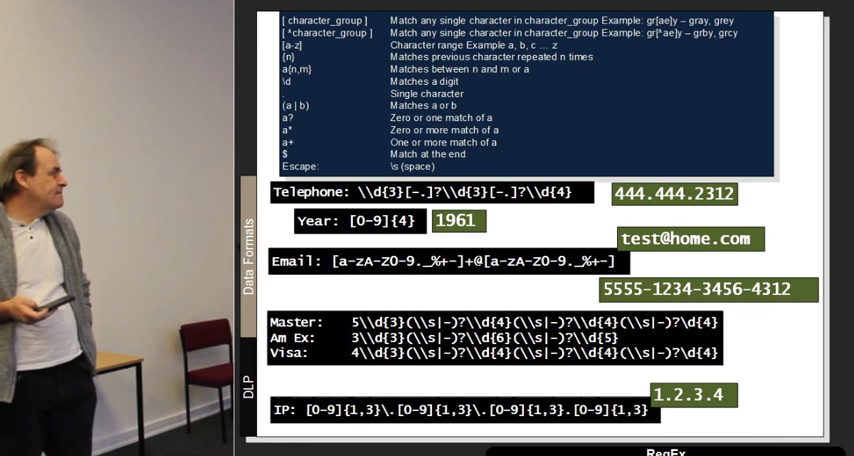 [ character_group ] Match any single character in character_group Example: gr[ae]y – gray, grey
[ ^character_group ] Match any single character in character_group Example: gr[^ae]y – grby, grcy
[a-z] Character range Example a, b, c … z
{n} Matches previous character repeated n times
a{n,m} Matches between n and m or a
\d Matches a digit
. Single character
(a | b) Matches a or b
a? Zero or one match of a
a* Zero or more match of a
a+ One or more match of a
$ Match at the end
Escape: \s (space)
Telephone: \\d{3}[-.]?\\d{3}[-.]?\\d{4} 444.444.2312
Year: [0-9]{4} 1961
test@home.com
Email: [a-zA-Z0-9._%+-]+@[a-zA-Z0-9._%+-]
5555-1234-3456-4312
Master: 5\\d{3}(\\s|-)?\\d{4}(\\s|-)?\\d{4}(\\s|-)?\d{4}
Am Ex: 3\\d{3}(\\s|-)?\\d{6}(\\s|-)?\\d{5}
Visa: 4\\d{3}(\\s|-)?\\d{4}(\\s|-)?\\d{4}(\\s|-)?\d{4}
1.2.3.4
IP: [0-9]{1,3}\.[0-9]{1,3}\.[0-9]{1,3}.[0-9]{1,3}
Data Formats
DLP
RegEx